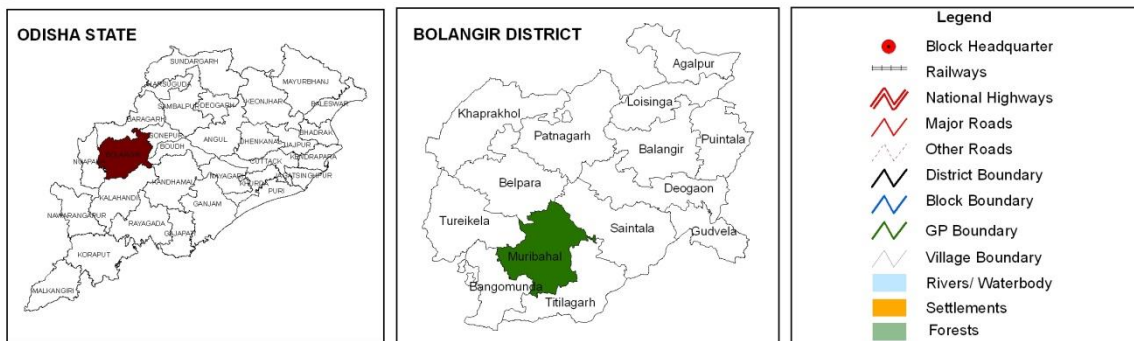 ODISHA STATE
SUNDARGARH
MAYURBHANJ
KEONJHAR
SAMBALPUR
DEOGARH
BALESWAR
BARAGARH
BHADRAK
SONEPUR
ANGUL
DHENKANAL
JAJPUR
BOUDH
KENDRAPARA
CUTTACK
NAYAGARH
KHURDA
PURI
KANDHAMAL
GANJAM
KALAHANDI
NAWARANGAPUR
RAYAGADA
GAJAPATI
KORAPUT
MALKANGIRI
BOLANGIR DISTRICT
Agalpur
Loisinga
Khaprakhol
Patnagarh
Puintala
Balangir
Belpara
Deogaon
Tureikela
Saintala
Gudvela
Muribahal
Bangomunda
Titilagarh
Legend
Block Headquarter
Railways
National Highways
Major Roads
Other Roads
District Boundary
Block Boundary
GP Boundary
Village Boundary
Rivers/ Waterbody
Settlements
Forests